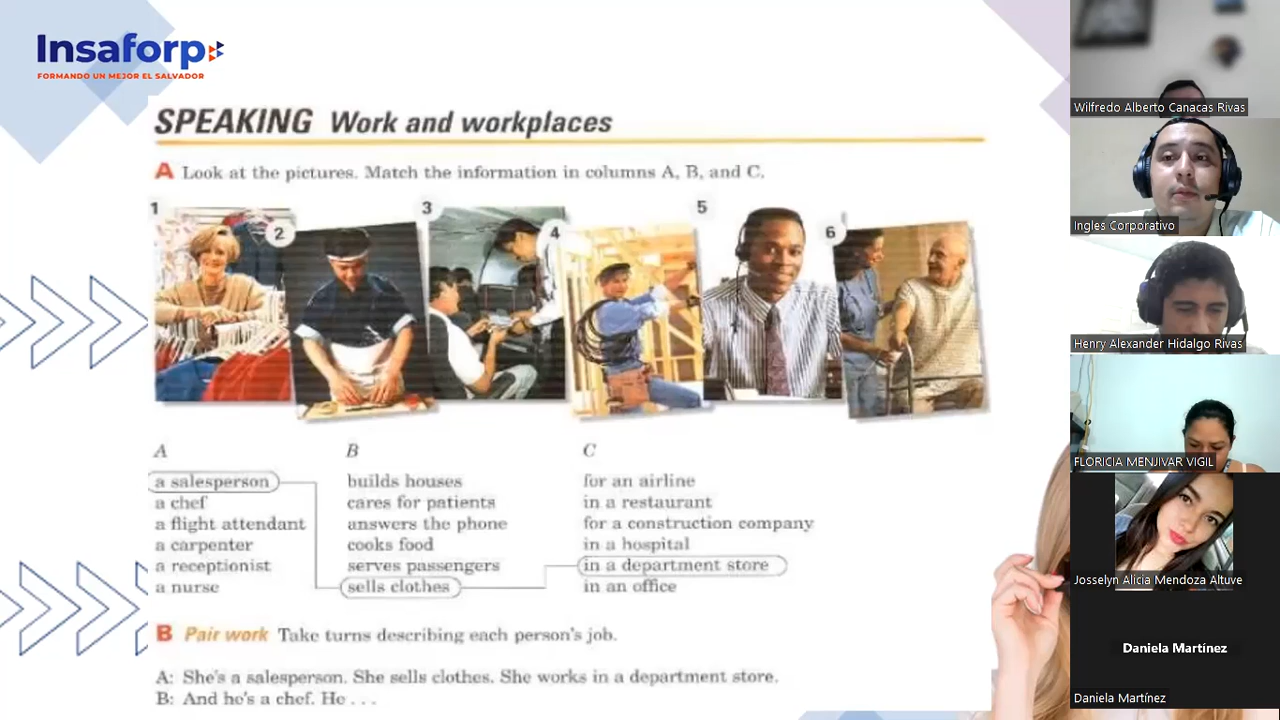 Insaforp
FORMANDO UN MEJOR EL SALVADOR
SPEAKING Work and workplaces
A Look at the pictures. Match the information in columns A, B, and C.
1 2 3 4 5 6
A B C
a salesperson builds houses for an airline
a chef cares for patients in a restaurant
a flight attendant answers the phone for a construction company
a carpenter cooks food in a hospital
a receptionist serves passengers in a department store
a nurse sells clothes in an office
B Pair work Take turns describing each person's job.
A: She's a salesperson. She sells clothes. She works in a department store.
B: And he's a chef. He . . .
Wilfredo Alberto Canacas Rivas
Ingles Corporativo
Henry Alexander Hidalgo Rivas
FLORICIA MENJIVAR VIGIL
Josselyn Alicia Mendoza Altuve
Daniela Martínez
Daniela Martínez